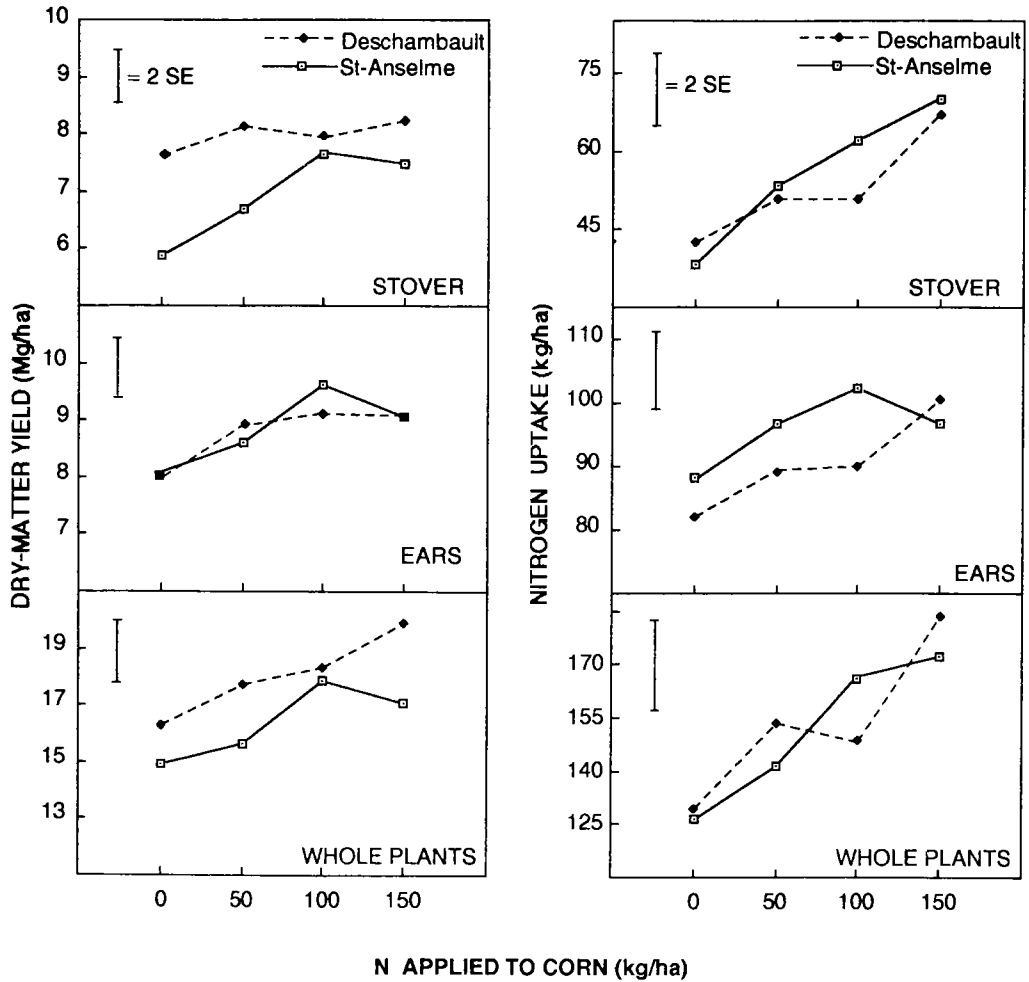 DRY-MATTER YIELD (Mg/ha)
10
9
8
7
6
= 2 SE
Deschambault
St-Anselme
STOVER
10
9
8
7
EARS
19
17
15
13
WHOLE PLANTS
0 50 100 150
NITROGEN UPTAKE (kg/ha)
75
60
45
= 2 SE
Deschambault
St-Anselme
STOVER
110
100
90
80
EARS
170
155
140
125
WHOLE PLANTS
0 50 100 150
N APPLIED TO CORN (kg/ha)